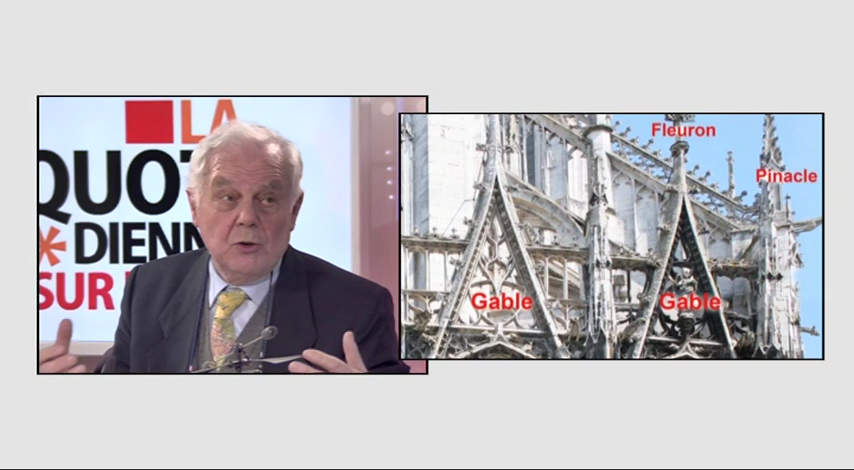 LA
QUOT
*DIENN
SUR
Fleuron
Pinacle
Gable
Gable